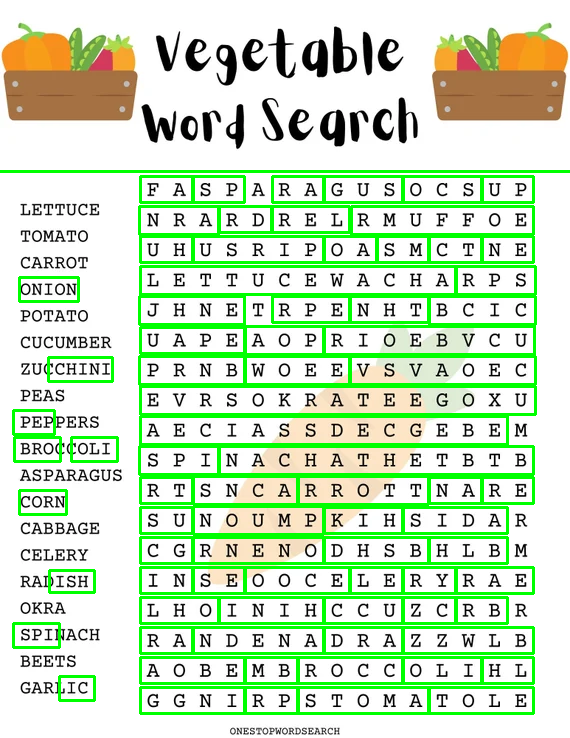 Vegetable
Word Search
LETTUCE
TOMATO
CARROT
ONION
POTATO
CUCUMBER
ZUCCHINI
PEAS
PEPPERS
BROCCOLI
ASPARAGUS
CORN
CABBAGE
CELERY
RADISH
OKRA
SPINACH
BEETS
GARLIC
F A S P A R A G U S O C S U P
N R A R D R E L R M U F F O E
U H U S R I P O A S M C T N E
L E T T U C E W A C H A R P S
J H N E T R P E N H T B C I C
U A P E A O P R I O E B V C U
P R N B W O E E V S V A O E C
E V R S O K R A T E E G O X U
A E C I A S S D E C G E B E M
S P I N A C H A T H E T B T B
R T S N C A R R O T T N A R E
S U N O U M P K I H S I D A R
C G R N E N O D H S B H L B M
I N S E O O C E L E R Y R A E
L H O I N I H C C U Z C R B R
R A N D E N A D R A Z Z W L B
A O B E M B R O C C O L I H L
G G N I R P S T O M A T O L E
ONESTOPWORDSEARCH